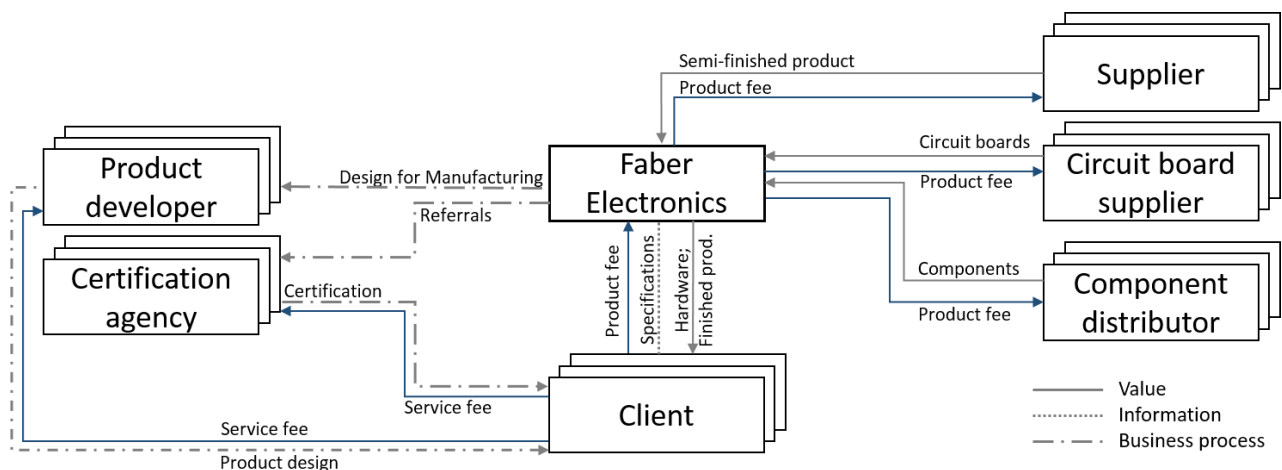 Semi-finished product
Supplier
Product fee
Circuit boards
Product
developer
Design for Manufacturing
Faber
Electronics
Circuit board
supplier
Product fee
Referrals
Certification
agency
Certification
Product fee
Specifications
Hardware;
Finished prod.
Components
Component
distributor
Product fee
Client
Service fee
Service fee
Product design
Value
Information
Business process